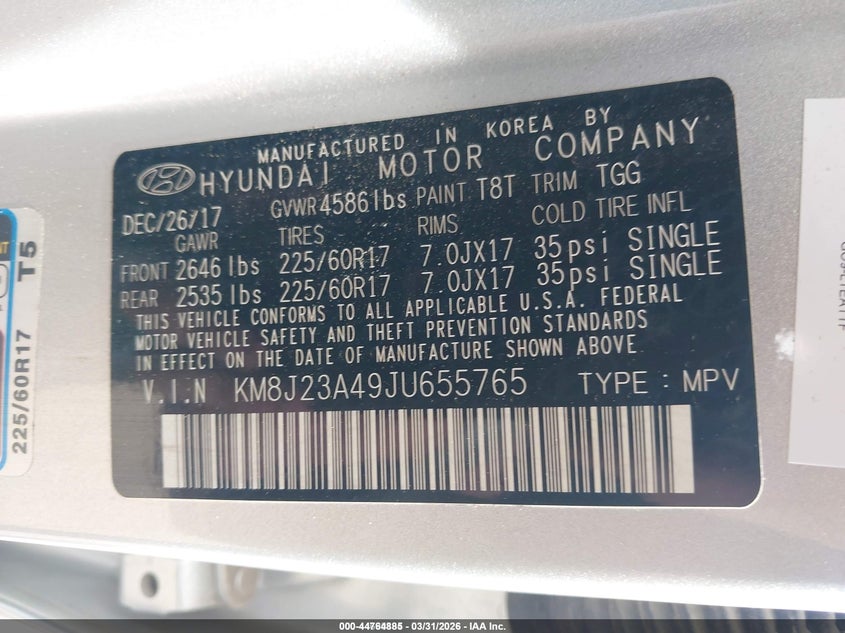 MANUFACTURED IN KOREA BY
HYUNDAI MOTOR COMPANY
DEC/26/17 GVWR 4586 lbs PAINT T8T TRIM TGG
GAWR TIRES RIMS COLD TIRE INFL
FRONT 2646 lbs 225/60R17 7.0JX17 35psi SINGLE
REAR 2535 lbs 225/60R17 7.0JX17 35psi SINGLE
THIS VEHICLE CONFORMS TO ALL APPLICABLE U.S.A. FEDERAL
MOTOR VEHICLE SAFETY AND THEFT PREVENTION STANDARDS
IN EFFECT ON THE DATE OF MANUFACTURE SHOWN ABOVE
V.I.N KM8J23A49JU655765 TYPE : MPV
225/60R17 T5
000-44764885 - 03/31/2026 - IAA Inc.